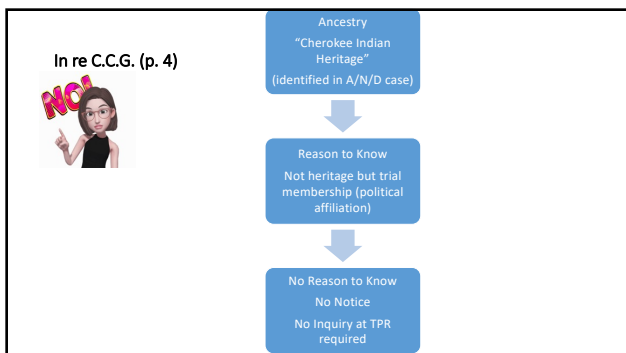 In re C.C.G. (p. 4)
NO!
Ancestry
“Cherokee Indian
Heritage”
(identified in A/N/D case)
Reason to Know
Not heritage but trial
membership (political
affiliation)
No Reason to Know
No Notice
No Inquiry at TPR
required